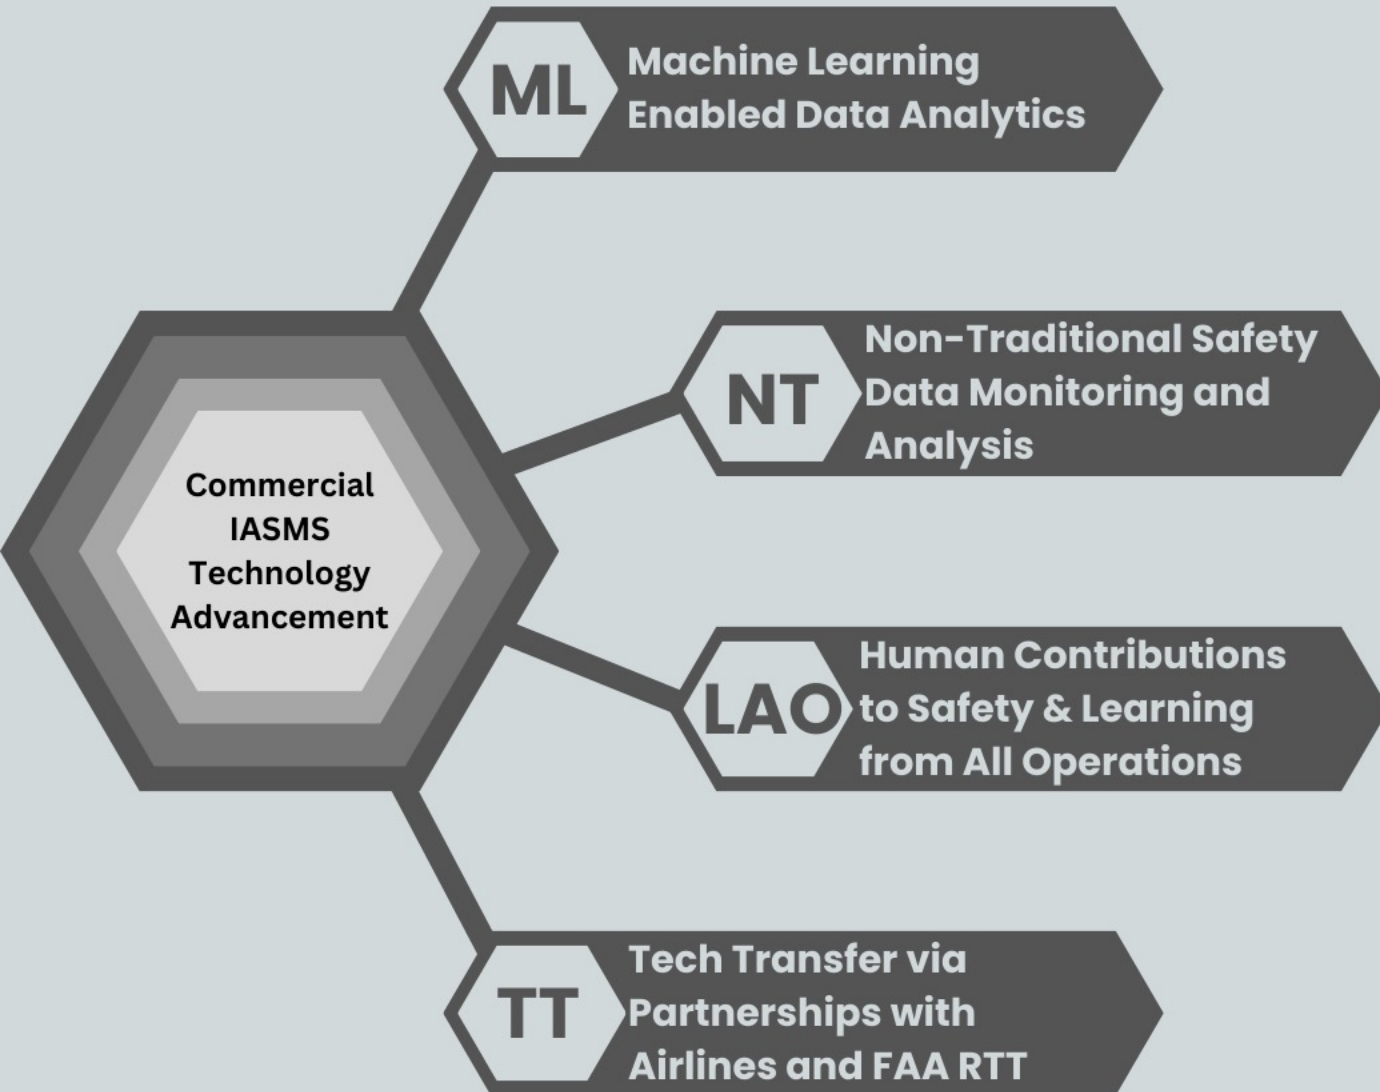 ML
Machine Learning
Enabled Data Analytics
NT
Non-Traditional Safety
Data Monitoring and
Analysis
Commercial
IASMS
Technology
Advancement
LAO
Human Contributions
to Safety & Learning
from All Operations
TT
Tech Transfer via
Partnerships with
Airlines and FAA RTT